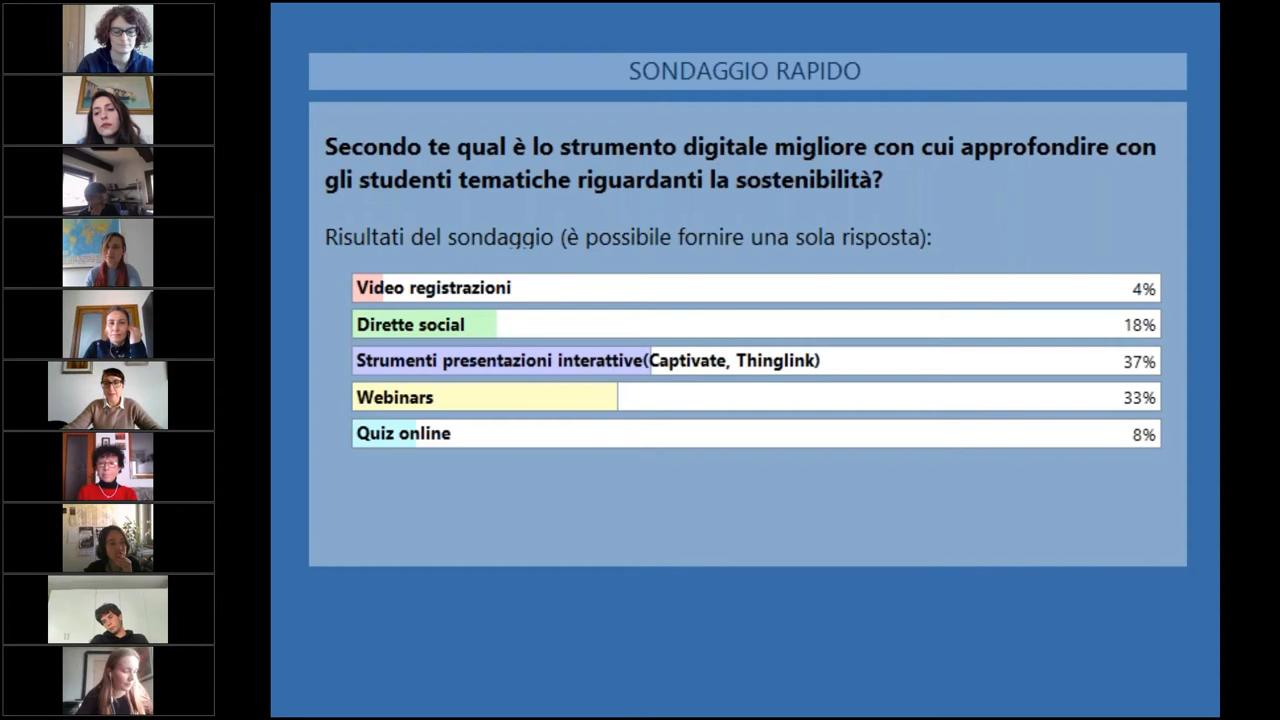 SONDAGGIO RAPIDO
Secondo te qual è lo strumento digitale migliore con cui approfondire con
gli studenti tematiche riguardanti la sostenibilità?
Risultati del sondaggio (è possibile fornire una sola risposta):
Video registrazioni 4%
Dirette social 18%
Strumenti presentazioni interattive(Captivate, Thinglink) 37%
Webinars 33%
Quiz online 8%